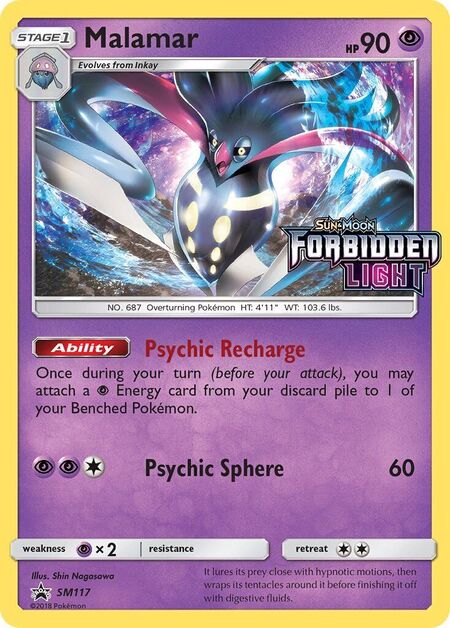 STAGE 1
Malamar
HP 90
Evolves from Inkay
SUN & MOON
FORBIDDEN
LIGHT
NO. 687 Overturning Pokémon HT: 4'11" WT: 103.6 lbs.
Ability Psychic Recharge
Once during your turn (before your attack), you may
attach a Energy card from your discard pile to 1 of
your Benched Pokémon.
Psychic Sphere 60
weakness ×2 resistance retreat
Illus. Shin Nagasawa
It lures its prey close with hypnotic motions, then
wraps its tentacles around it before finishing it off
with digestive fluids.
SM117
©2018 Pokémon